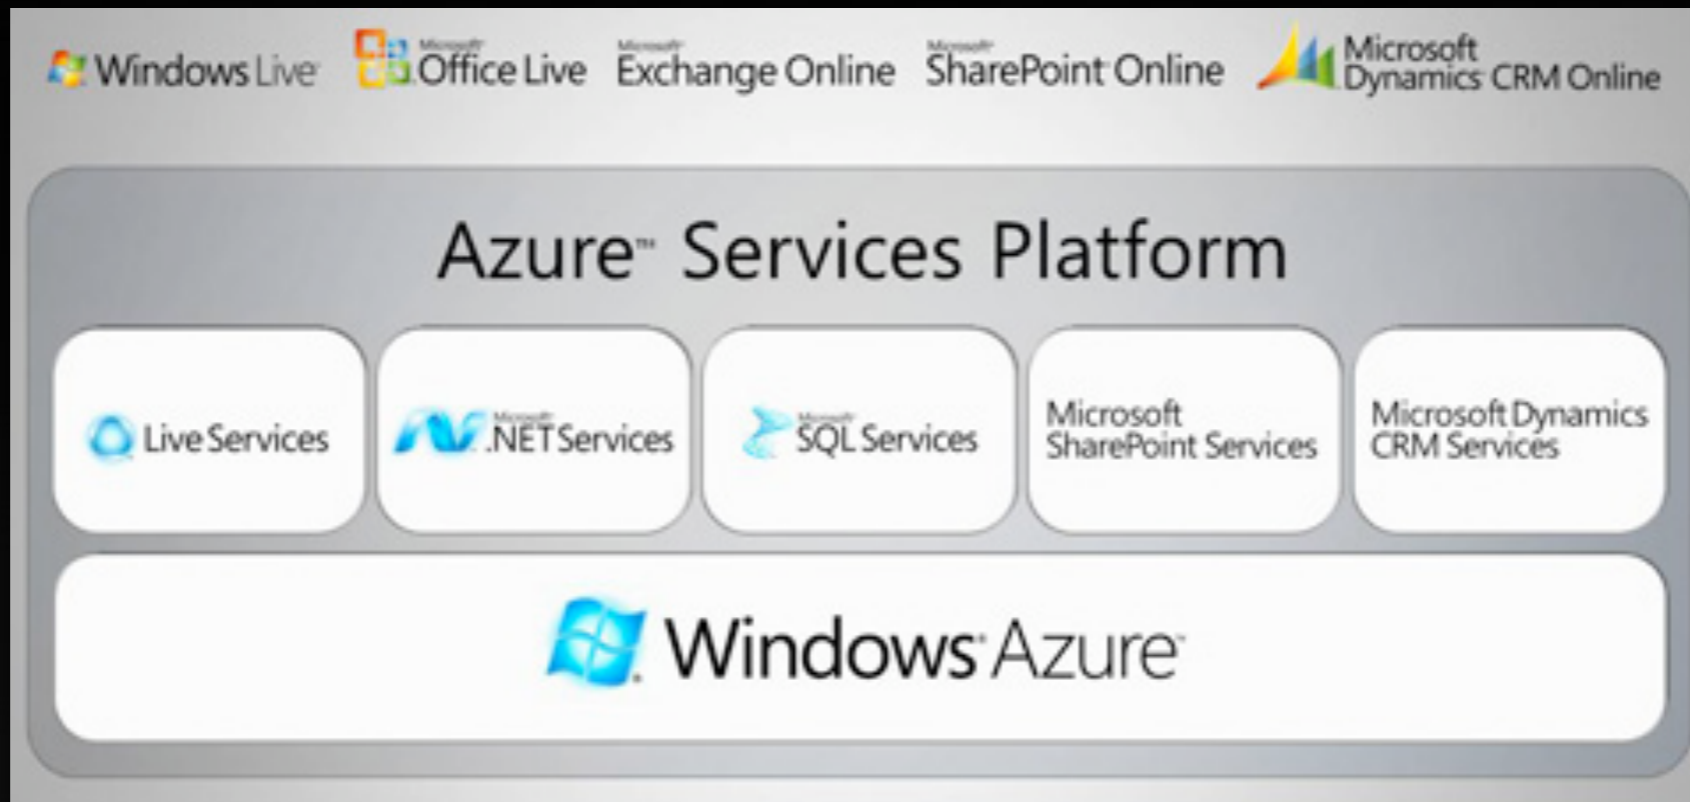 Windows Live
Microsoft
Office Live
Microsoft
Exchange Online
Microsoft
SharePoint Online
Microsoft
Dynamics CRM Online
Azure™ Services Platform
Live Services
Microsoft
.NET Services
Microsoft
SQL Services
Microsoft
SharePoint Services
Microsoft Dynamics
CRM Services
Windows Azure